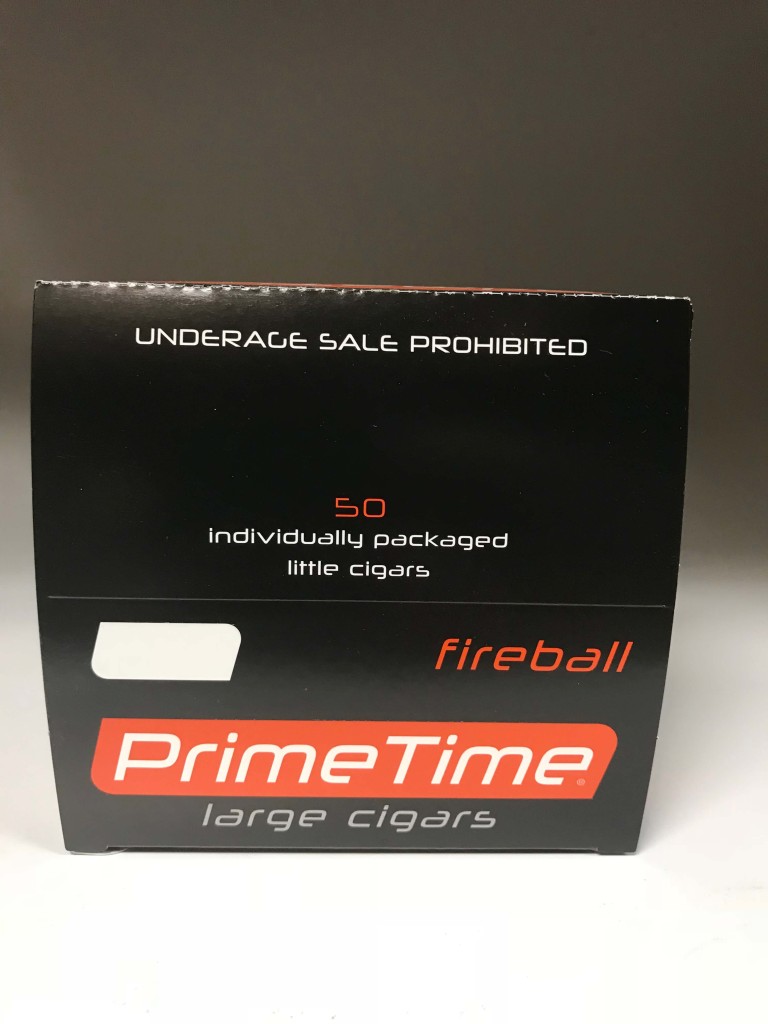 UNDERAGE SALE PROHIBITED
50
individually packaged
little cigars
fireball
PrimeTime®
large cigars